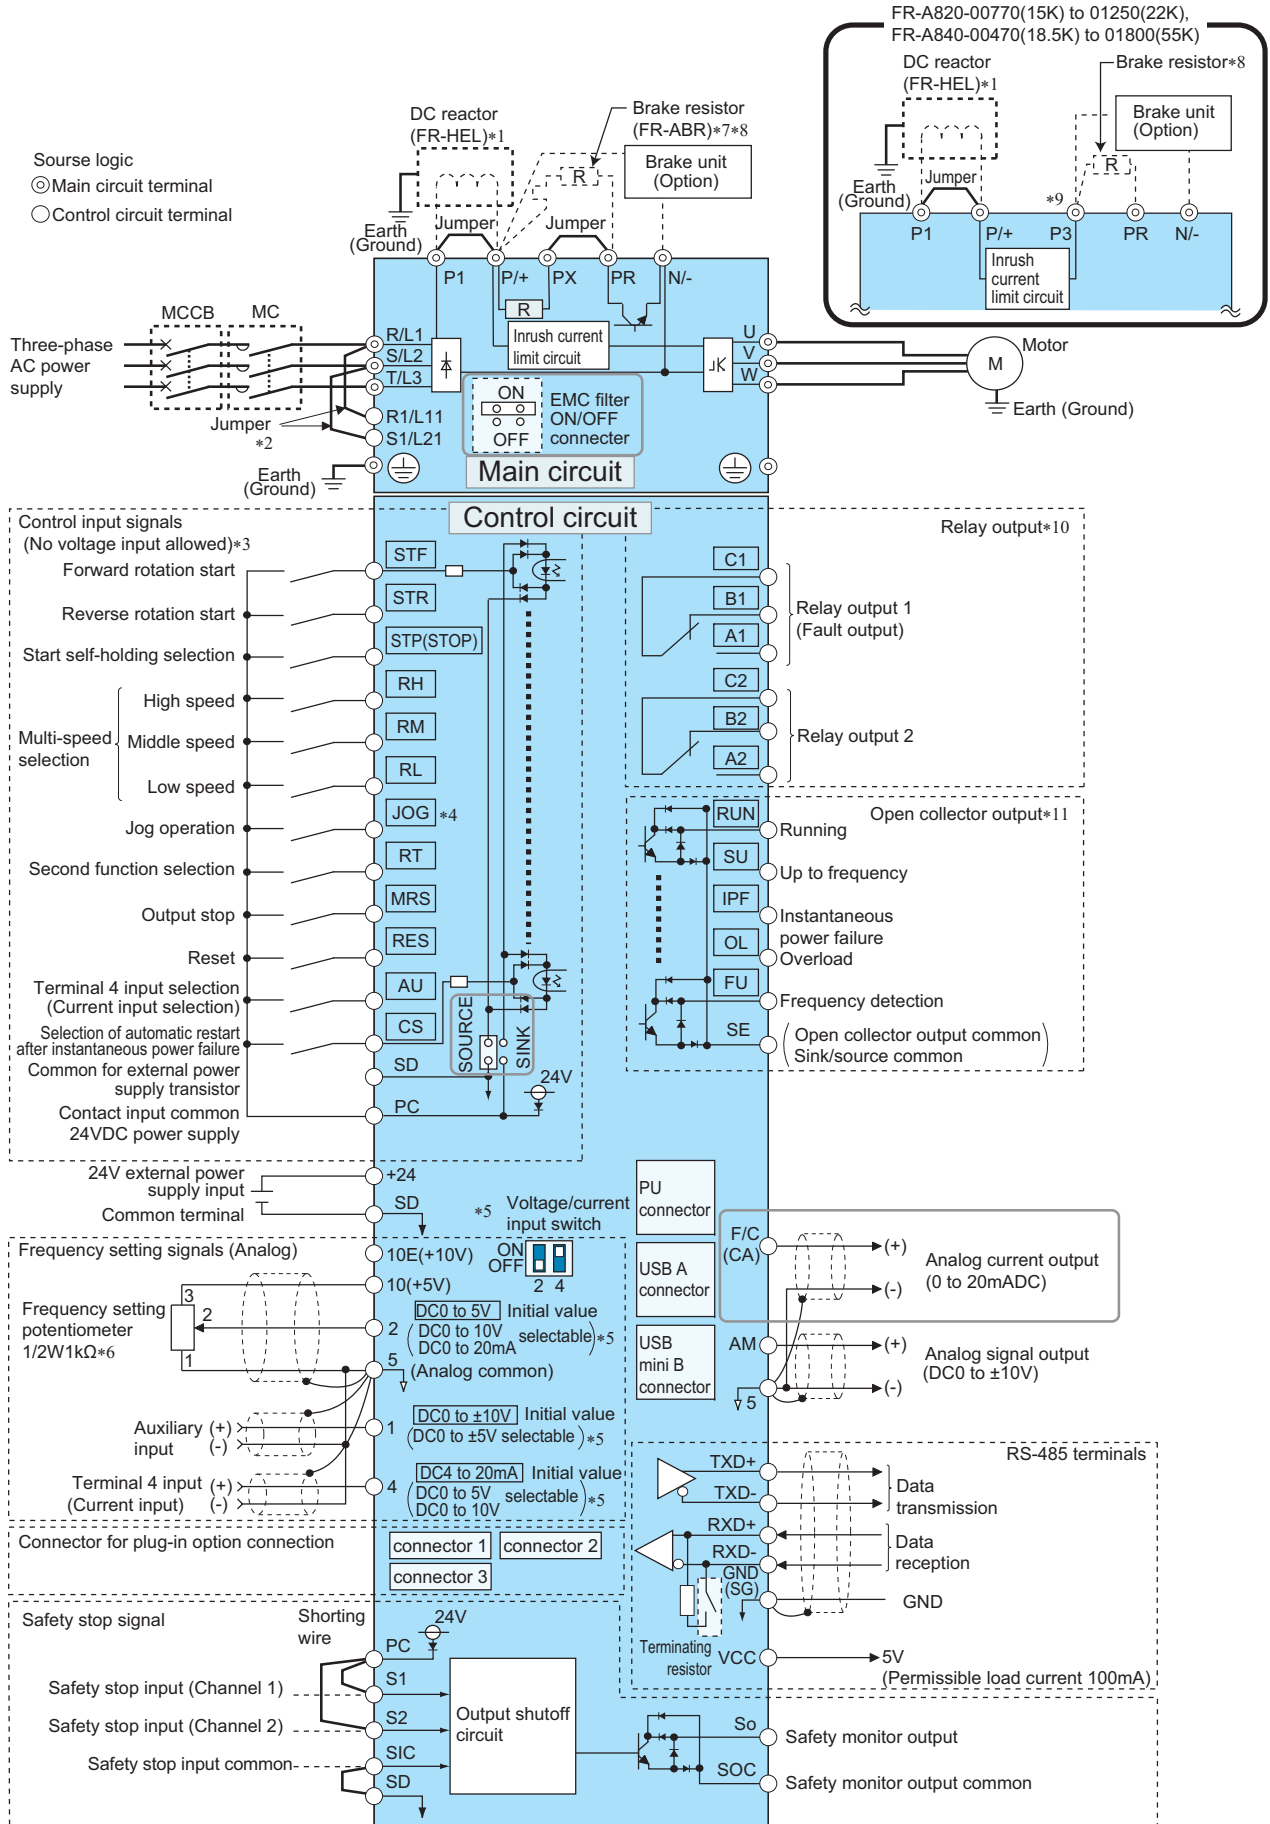 FR-A820-00770(15K) to 01250(22K),
FR-A840-00470(18.5K) to 01800(55K)
DC reactor
(FR-HEL)*1
Brake resistor*8
Brake unit
(Option)
R
Jumper
Earth
(Ground)
*9
P1
P/+
P3
PR
N/-
Inrush
current
limit circuit
Sourse logic
Main circuit terminal
Control circuit terminal
DC reactor
(FR-HEL)*1
Brake resistor
(FR-ABR)*7*8
Brake unit
(Option)
R
Earth
(Ground)
Jumper
Jumper
P1
P/+
PX
PR
N/-
R
Inrush current
limit circuit
MCCB
MC
Three-phase
AC power
supply
R/L1
S/L2
T/L3
R1/L11
S1/L21
Jumper
*2
Earth
(Ground)
ON
OFF
EMC filter
ON/OFF
connecter
U
V
W
M
Motor
Earth (Ground)
Main circuit
Control circuit
Control input signals
(No voltage input allowed)*3
Forward rotation start
Reverse rotation start
Start self-holding selection
Multi-speed
selection
High speed
Middle speed
Low speed
Jog operation
Second function selection
Output stop
Reset
Terminal 4 input selection
(Current input selection)
Selection of automatic restart
after instantaneous power failure
Common for external power
supply transistor
Contact input common
24VDC power supply
STF
STR
STP(STOP)
RH
RM
RL
JOG *4
RT
MRS
RES
AU
CS
SD
PC
SOURCE
SINK
24V
Relay output*10
C1
B1
A1
Relay output 1
(Fault output)
C2
B2
A2
Relay output 2
Open collector output*11
RUN
Running
SU
Up to frequency
IPF
Instantaneous
power failure
OL
Overload
FU
Frequency detection
SE
Open collector output common
Sink/source common
24V external power
supply input
Common terminal
+24
SD
*5 Voltage/current
input switch
ON
OFF
2 4
PU
connector
USB A
connector
USB
mini B
connector
F/C
(CA)
(+)
(-)
Analog current output
(0 to 20mADC)
AM
5
(+)
(-)
Analog signal output
(DC0 to ±10V)
Frequency setting signals (Analog)
Frequency setting
potentiometer
1/2W1kΩ*6
3
2
1
10E(+10V)
10(+5V)
2
DC0 to 5V Initial value
(DC0 to 10V
DC0 to 20mA selectable)*5
5
(Analog common)
Auxiliary
input
(+)
(-)
1
DC0 to ±10V Initial value
(DC0 to ±5V selectable)*5
Terminal 4 input
(Current input)
(+)
(-)
4
DC4 to 20mA Initial value
(DC0 to 5V
DC0 to 10V selectable)*5
Connector for plug-in option connection
connector 1
connector 2
connector 3
RS-485 terminals
TXD+
TXD-
Data
transmission
RXD+
RXD-
Data
reception
GND
(SG)
GND
Terminating
resistor
VCC
5V
(Permissible load current 100mA)
Safety stop signal
Shorting
wire
24V
PC
S1
S2
SIC
SD
Safety stop input (Channel 1)
Safety stop input (Channel 2)
Safety stop input common
Output shutoff
circuit
So
SOC
Safety monitor output
Safety monitor output common